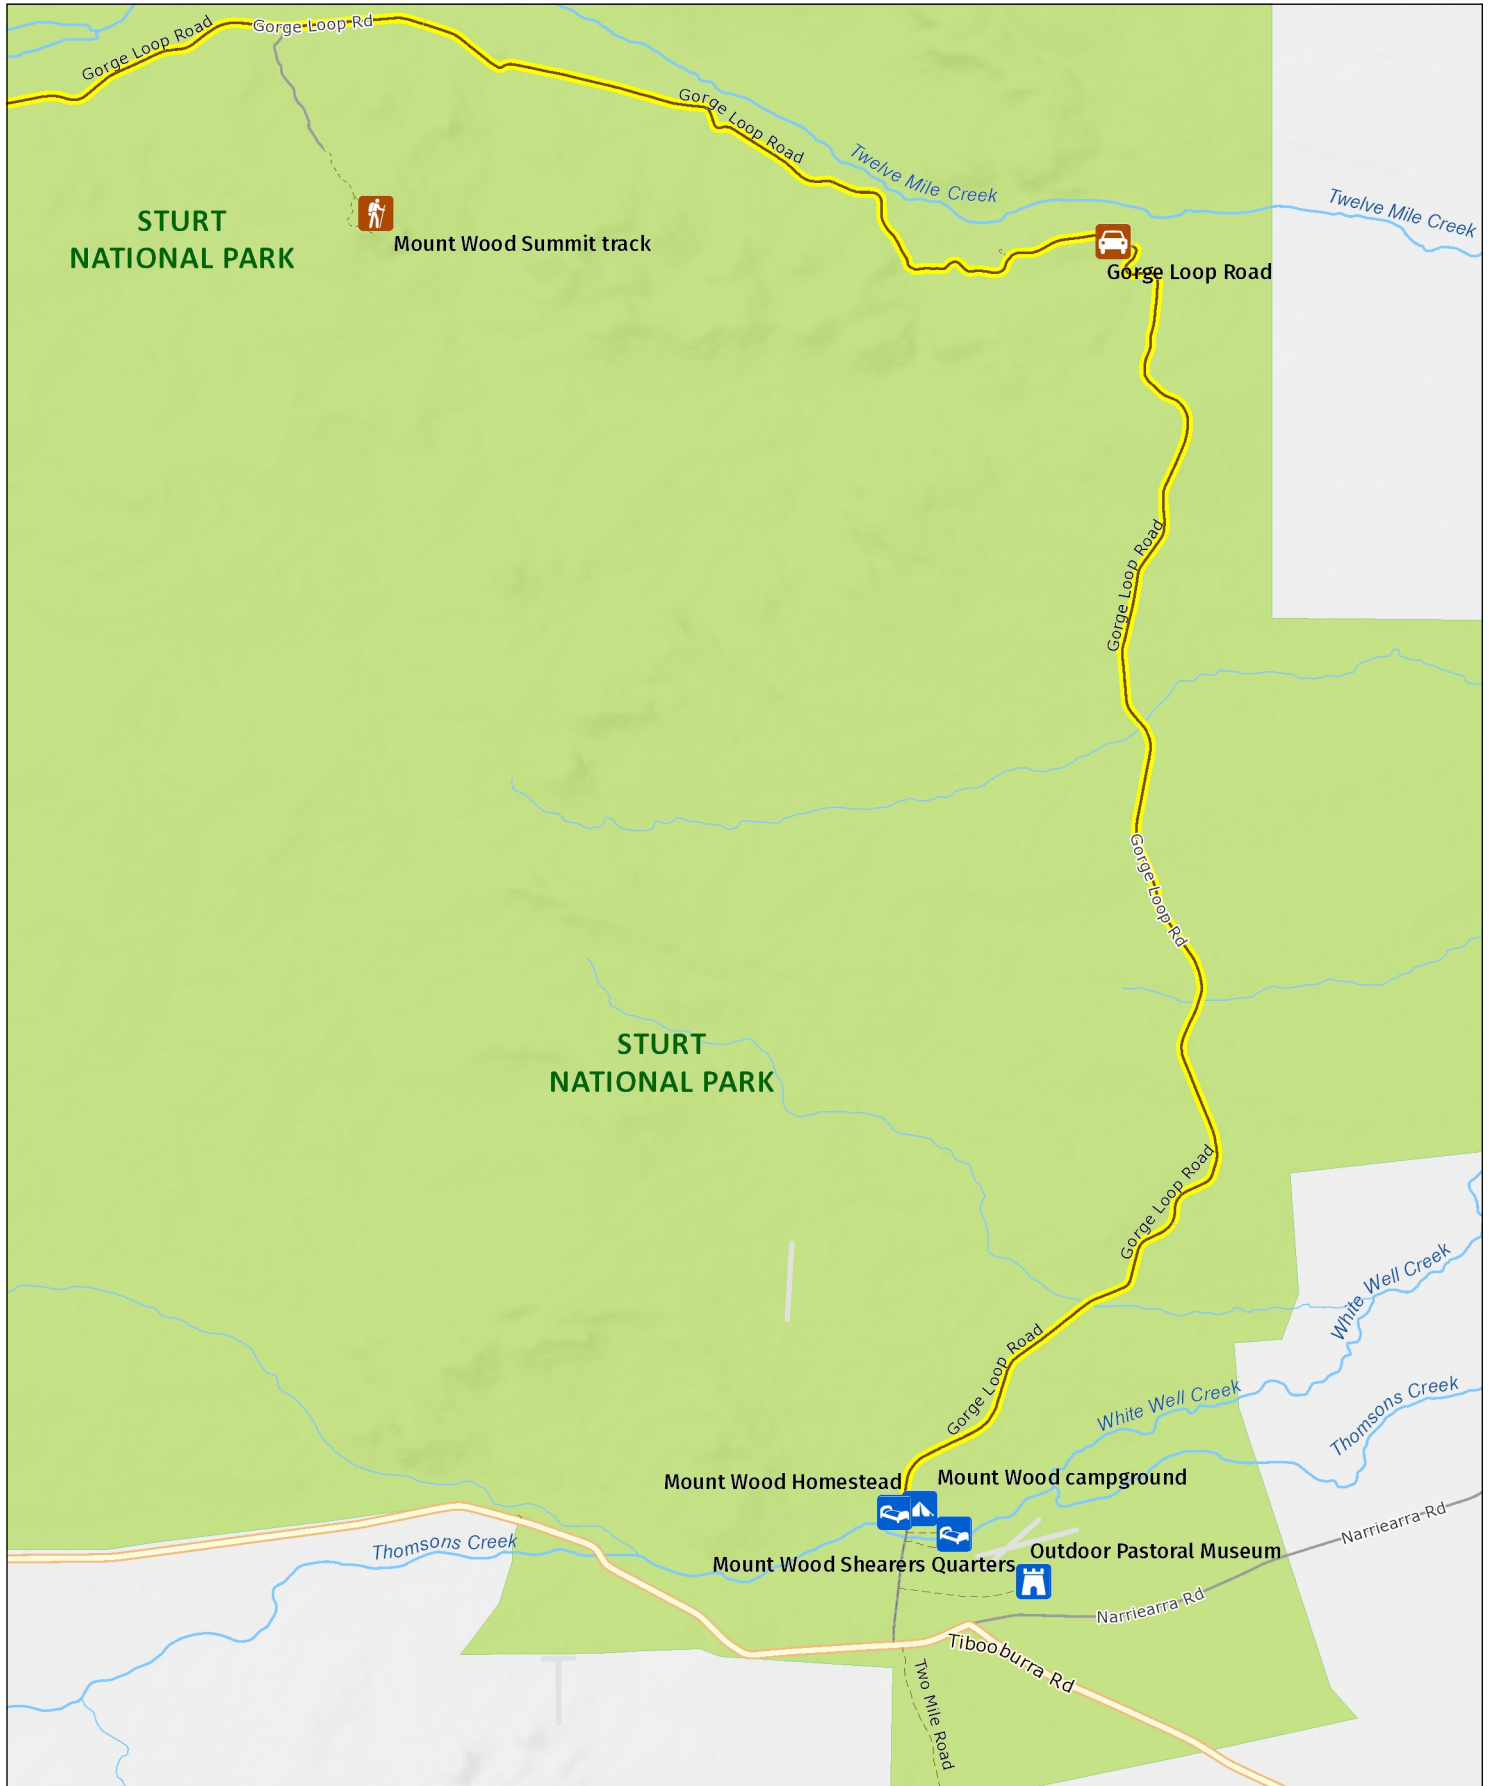 Gorge Loop Road
Gorge Loop Rd
Gorge Loop Road
Twelve Mile Creek
Twelve Mile Creek
STURT
NATIONAL PARK
Mount Wood Summit track
Gorge Loop Road
Gorge Loop Road
Gorge Loop Rd
STURT
NATIONAL PARK
Gorge Loop Road
White Well Creek
Gorge Loop Road
White Well Creek
Thomsons Creek
Mount Wood Homestead
Mount Wood campground
Narriearra Rd
Thomsons Creek
Outdoor Pastoral Museum
Mount Wood Shearers Quarters
Narriearra Rd
Tibooburra Rd
Two Mile Road